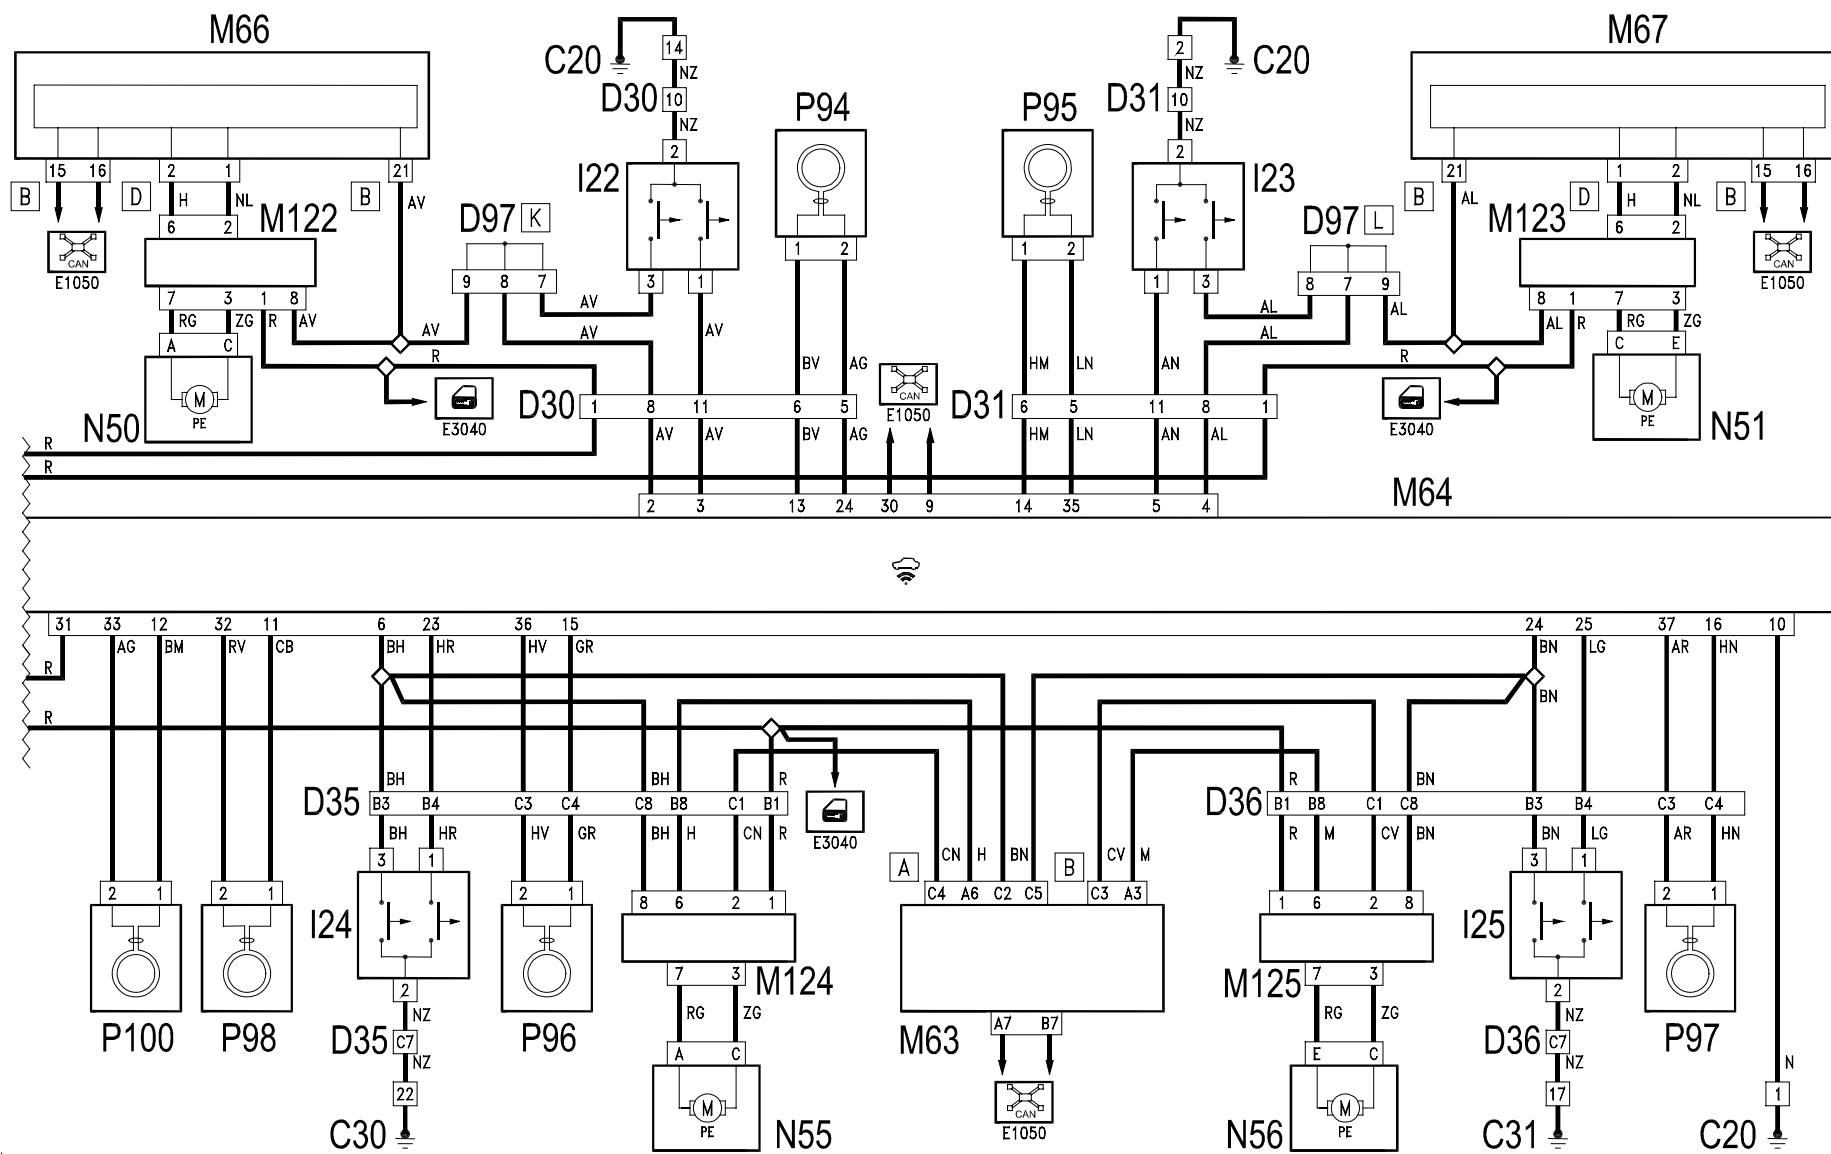 M66 M67
C20 14 2 C20
NZ NZ
D30 10 P94 P95 D31 10
NZ NZ
2 2
15 16 2 1 21 I22 I23 21 1 2 15 16
B D B B D B
H NL AV AL H NL
M122 D97 K D97 L M123
6 2 6 2
CAN CAN
E1050 1 2 1 2 E1050
9 8 7 3 1 1 3 8 7 9
7 3 1 8 8 1 7 3
AV AL AL
RG ZG R AV AV AV AV AL AL R RG ZG
A C R R C E
BV AG HM LN AN
M M
PE CAN PE
E3040 E1050 E3040
N50 D30 1 8 11 6 5 D31 6 5 11 8 1 N51
R AV AV BV AG HM LN AN AL
R
M64
2 3 13 24 30 9 14 35 5 4
31 33 12 32 11 6 23 36 15 24 25 37 16 10
AG BM RV CB BH HR HV GR BN LG AR HN
R
BN
R
BH BH R R BN
D35 B3 B4 C3 C4 C8 B8 C1 B1 D36 B1 B8 C1 C8 B3 B4 C3 C4
BH HR HV GR BH H CN R E3040 R M CV BN BN LG AR HN
A CN H BN B CV M
3 1 3 1
2 1 2 1 2 1 8 6 2 1 C4 A6 C2 C5 C3 A3 1 6 2 8 2 1
I24 I25
7 3 M124 M125 7 3
2 2
NZ RG ZG A7 B7 RG ZG NZ
P100 P98 D35 C7 P96 M63 D36 C7 P97
NZ A C E C NZ N
22 CAN 17 1
M M
PE E1050 PE
C30 N55 N56 C31 C20